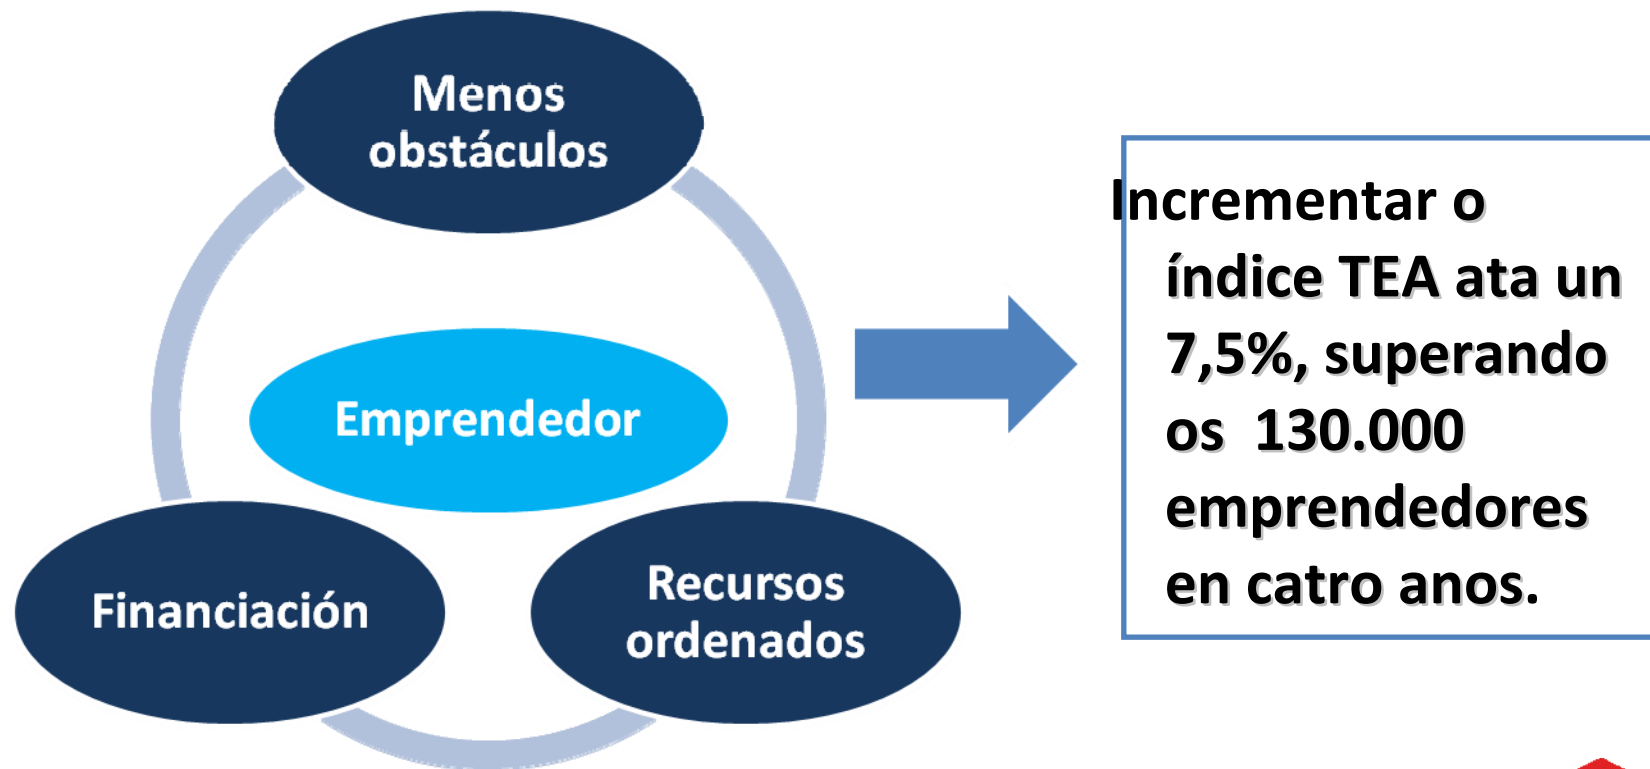 Menos
obstáculos
Emprendedor
Financiación
Recursos
ordenados
Incrementar o
índice TEA ata un
7,5%, superando
os 130.000
emprendedores
en catro anos.